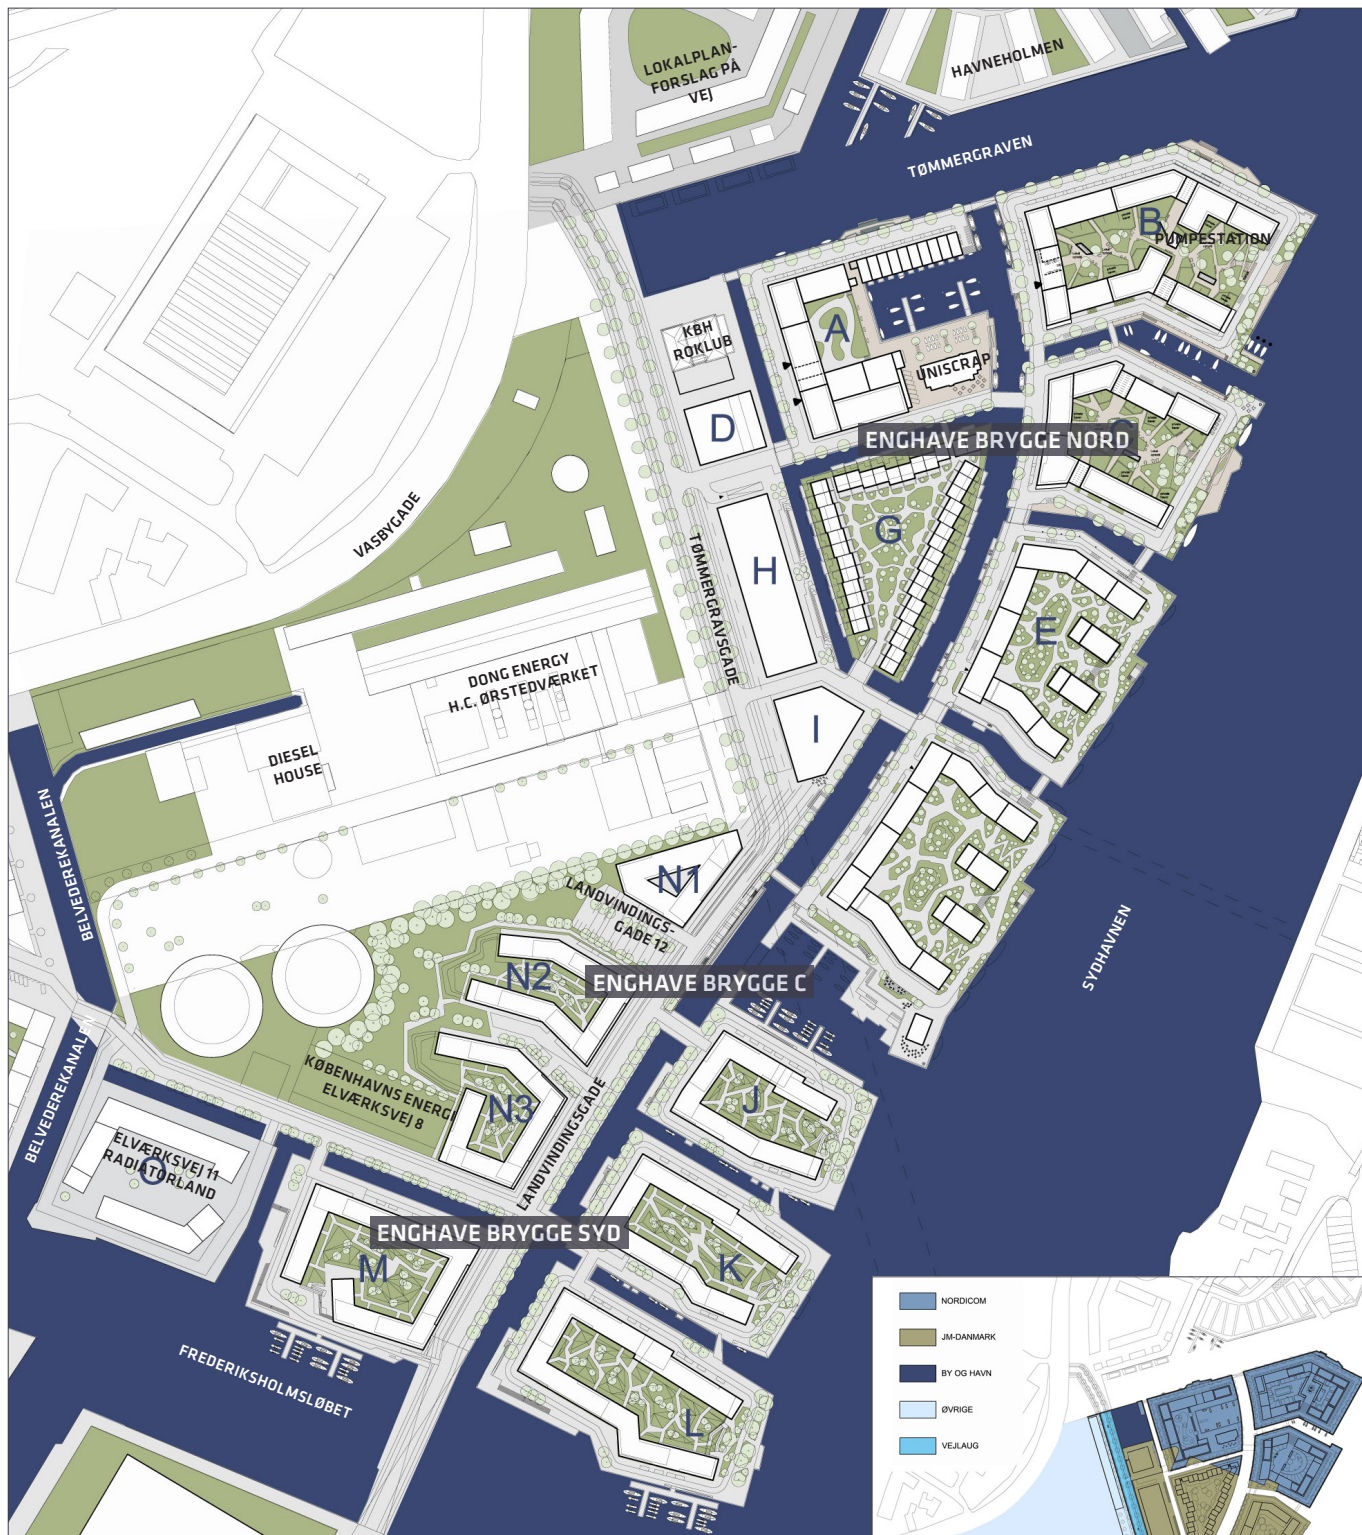 LOKALPLAN-
FORSLAG PÅ
VEJ
HAVNEHOLMEN
TØMMERGRAVEN
B
PUMPESTATION
KBH
ROKLUB
A
UNISCRAP
D
ENGHAVE BRYGGE NORD
C
VASBYGADE
G
TØMMERGRAVSGADE
H
E
DONG ENERGY
H.C. ØRSTEDVÆRKET
I
DIESEL
HOUSE
BELVEDEREKANALEN
N1
LANDVINDINGS-
GADE 12
SYDHAVNEN
N2
ENGHAVE BRYGGE C
BELVEDEREKANALEN
KØBENHAVNS ENERGI
ELVÆRKSVEJ 8
N3
J
LANDVINDINGSGADE
ELVÆRKSVEJ 11
RADIATORLAND
O
ENGHAVE BRYGGE SYD
M
K
FREDERIKSHOLMSLØBET
L
NORDICOM
JM-DANMARK
BY OG HAVN
ØVRIGE
VEJLAUG